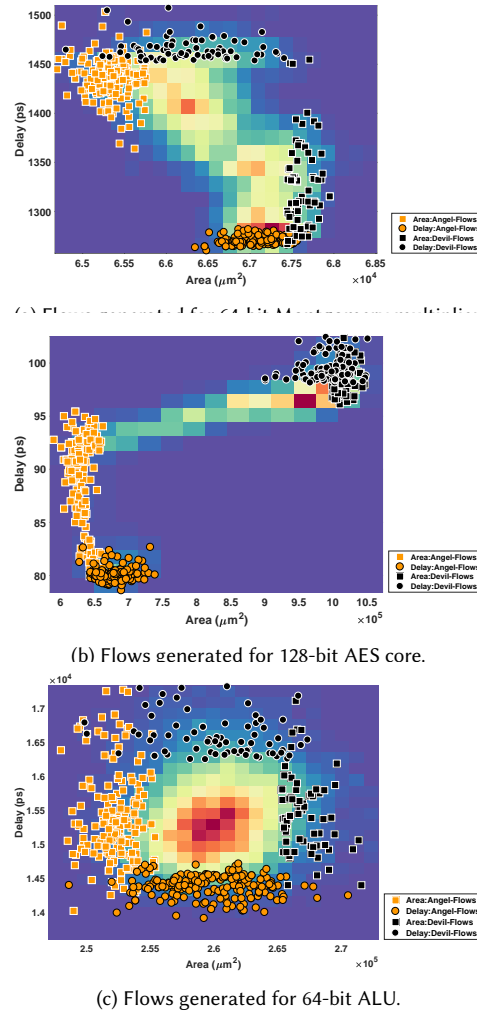 1500
1400
1300
Delay (ps)
6.5 6.55 6.6 6.65 6.7 6.75 6.8 6.85
Area (μm²)
×10⁴
Area:Angel-Flows
Delay:Angel-Flows
Area:Devil-Flows
Delay:Devil-Flows
100
95
90
85
80
Delay (ps)
6 6.5 7 7.5 8 8.5 9 9.5 10 10.5
Area (μm²)
×10⁵
Area:Angel-Flows
Delay:Angel-Flows
Area:Devil-Flows
Delay:Devil-Flows
(b) Flows generated for 128-bit AES core.
×10⁴
1.7
1.65
1.6
1.55
1.5
1.45
1.4
Delay (ps)
2.5 2.55 2.6 2.65 2.7
Area (μm²)
×10⁵
Area:Angel-Flows
Delay:Angel-Flows
Area:Devil-Flows
Delay:Devil-Flows
(c) Flows generated for 64-bit ALU.